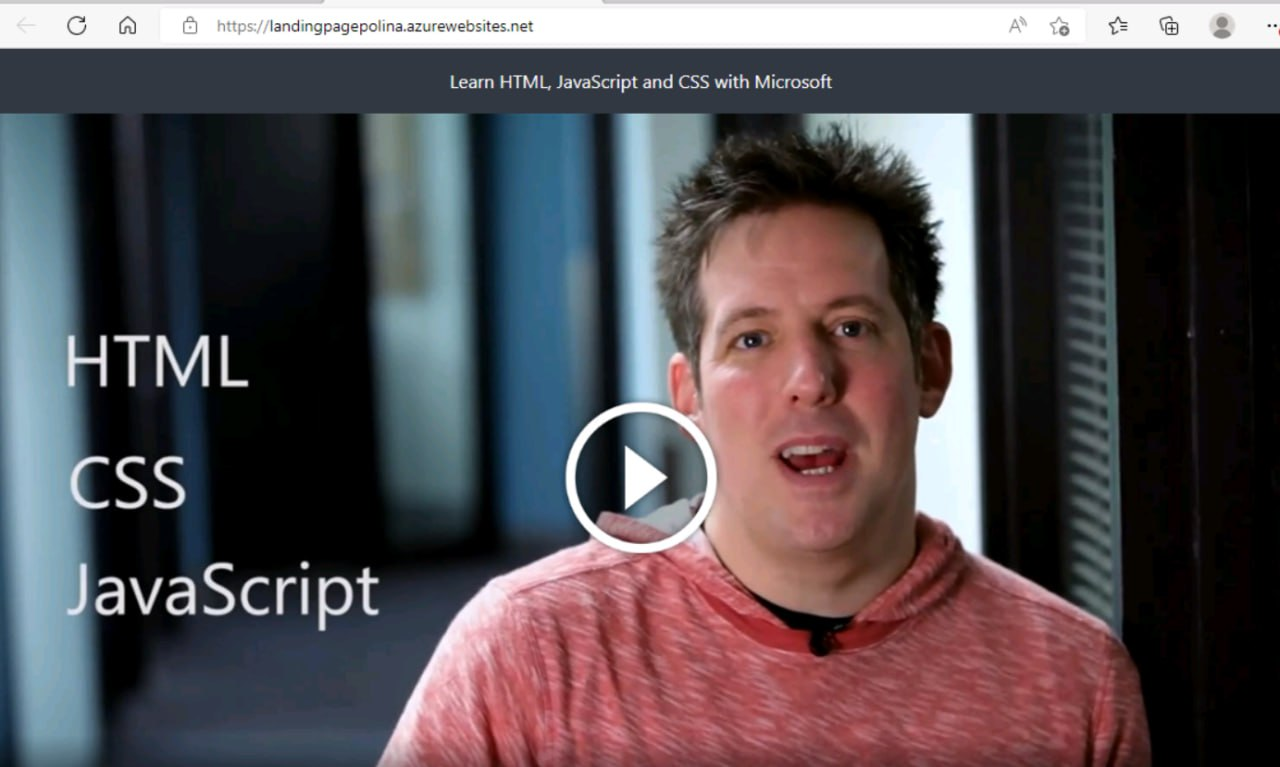 https://landingpagepolina.azurewebsites.net
Learn HTML, JavaScript and CSS with Microsoft
HTML
CSS
JavaScript